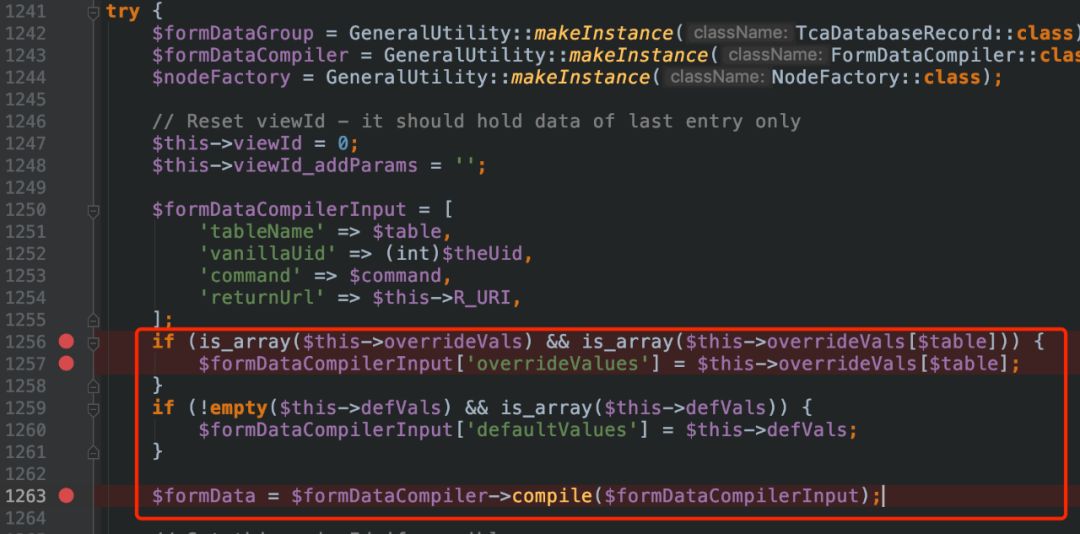 1241 try {
1242 $formDataGroup = GeneralUtility::makeInstance( className: TcaDatabaseRecord::class)
1243 $formDataCompiler = GeneralUtility::makeInstance( className: FormDataCompiler::clas
1244 $nodeFactory = GeneralUtility::makeInstance( className: NodeFactory::class);
1245
1246 // Reset viewId – it should hold data of last entry only
1247 $this->viewId = 0;
1248 $this->viewId_addParams = '';
1249
1250 $formDataCompilerInput = [
1251 'tableName' => $table,
1252 'vanillaUid' => (int)$theUid,
1253 'command' => $command,
1254 'returnUrl' => $this->R_URI,
1255 ];
1256 if (is_array($this->overrideVals) && is_array($this->overrideVals[$table])) {
1257 $formDataCompilerInput['overrideValues'] = $this->overrideVals[$table];
1258 }
1259 if (!empty($this->defVals) && is_array($this->defVals)) {
1260 $formDataCompilerInput['defaultValues'] = $this->defVals;
1261 }
1262
1263 $formData = $formDataCompiler->compile($formDataCompilerInput);
1264